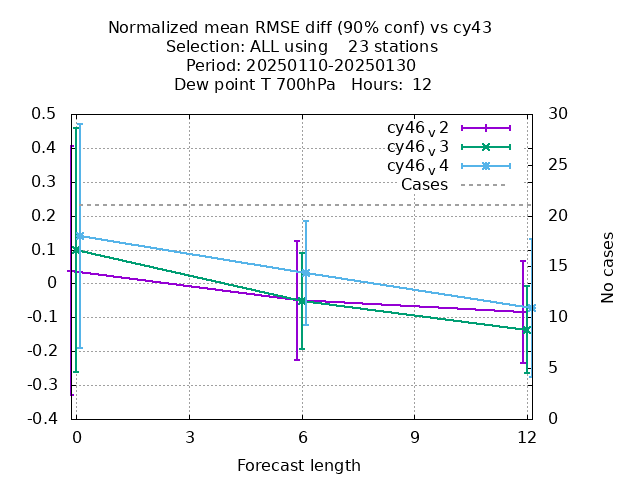 Normalized mean RMSE diff (90% conf) vs cy43
Selection: ALL using    23 stations
Period: 20250110-20250130
Dew point T 700hPa   Hours:  12
0.5
0.4
0.3
0.2
0.1
0
-0.1
-0.2
-0.3
-0.4
cy46v2
cy46v3
cy46v4
Cases
30
25
20
15
10
5
0
No cases
0 3 6 9 12
Forecast length